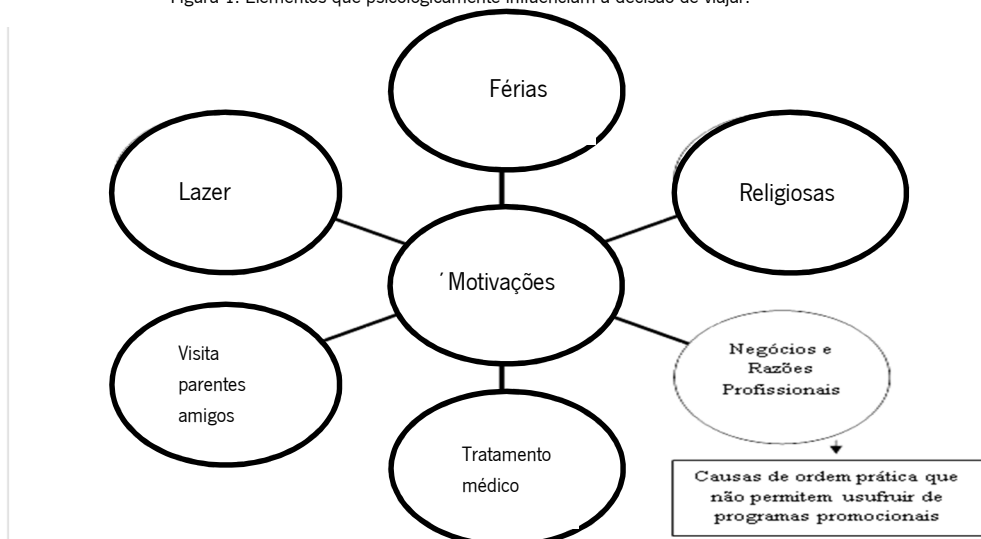 Figura 1: Elementos que psicologicamente influenciam a decisão de viajar.
Férias
Lazer
Religiosas
´Motivações
Visita
parentes
amigos
Negócios e
Razões
Profissionais
Tratamento
médico
Causas de ordem prática que
não permitem usufruir de
programas promocionais